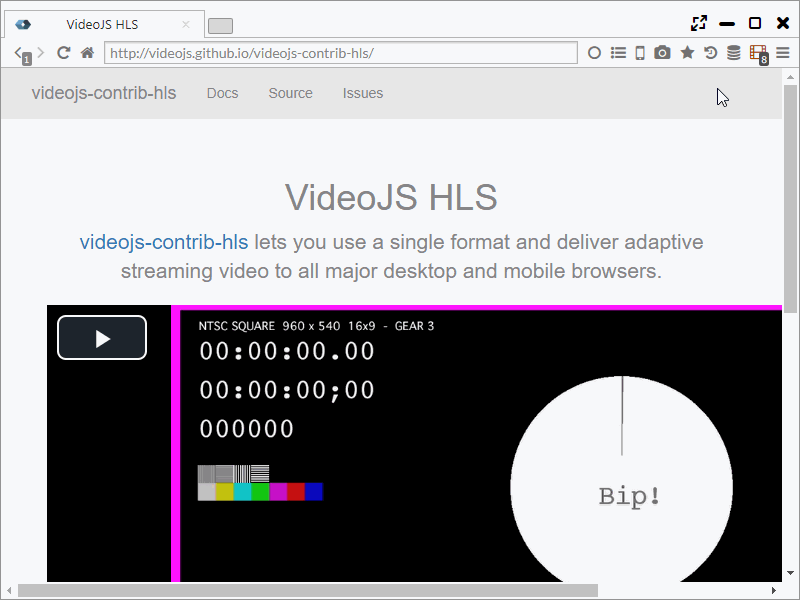 VideoJS HLS
1
http://videojs.github.io/videojs-contrib-hls/
8
videojs-contrib-hls Docs Source Issues
VideoJS HLS
videojs-contrib-hls lets you use a single format and deliver adaptive
streaming video to all major desktop and mobile browsers.
NTSC SQUARE 960 x 540 16x9 - GEAR 3
00:00:00.00
00:00:00;00
000000
Bip!